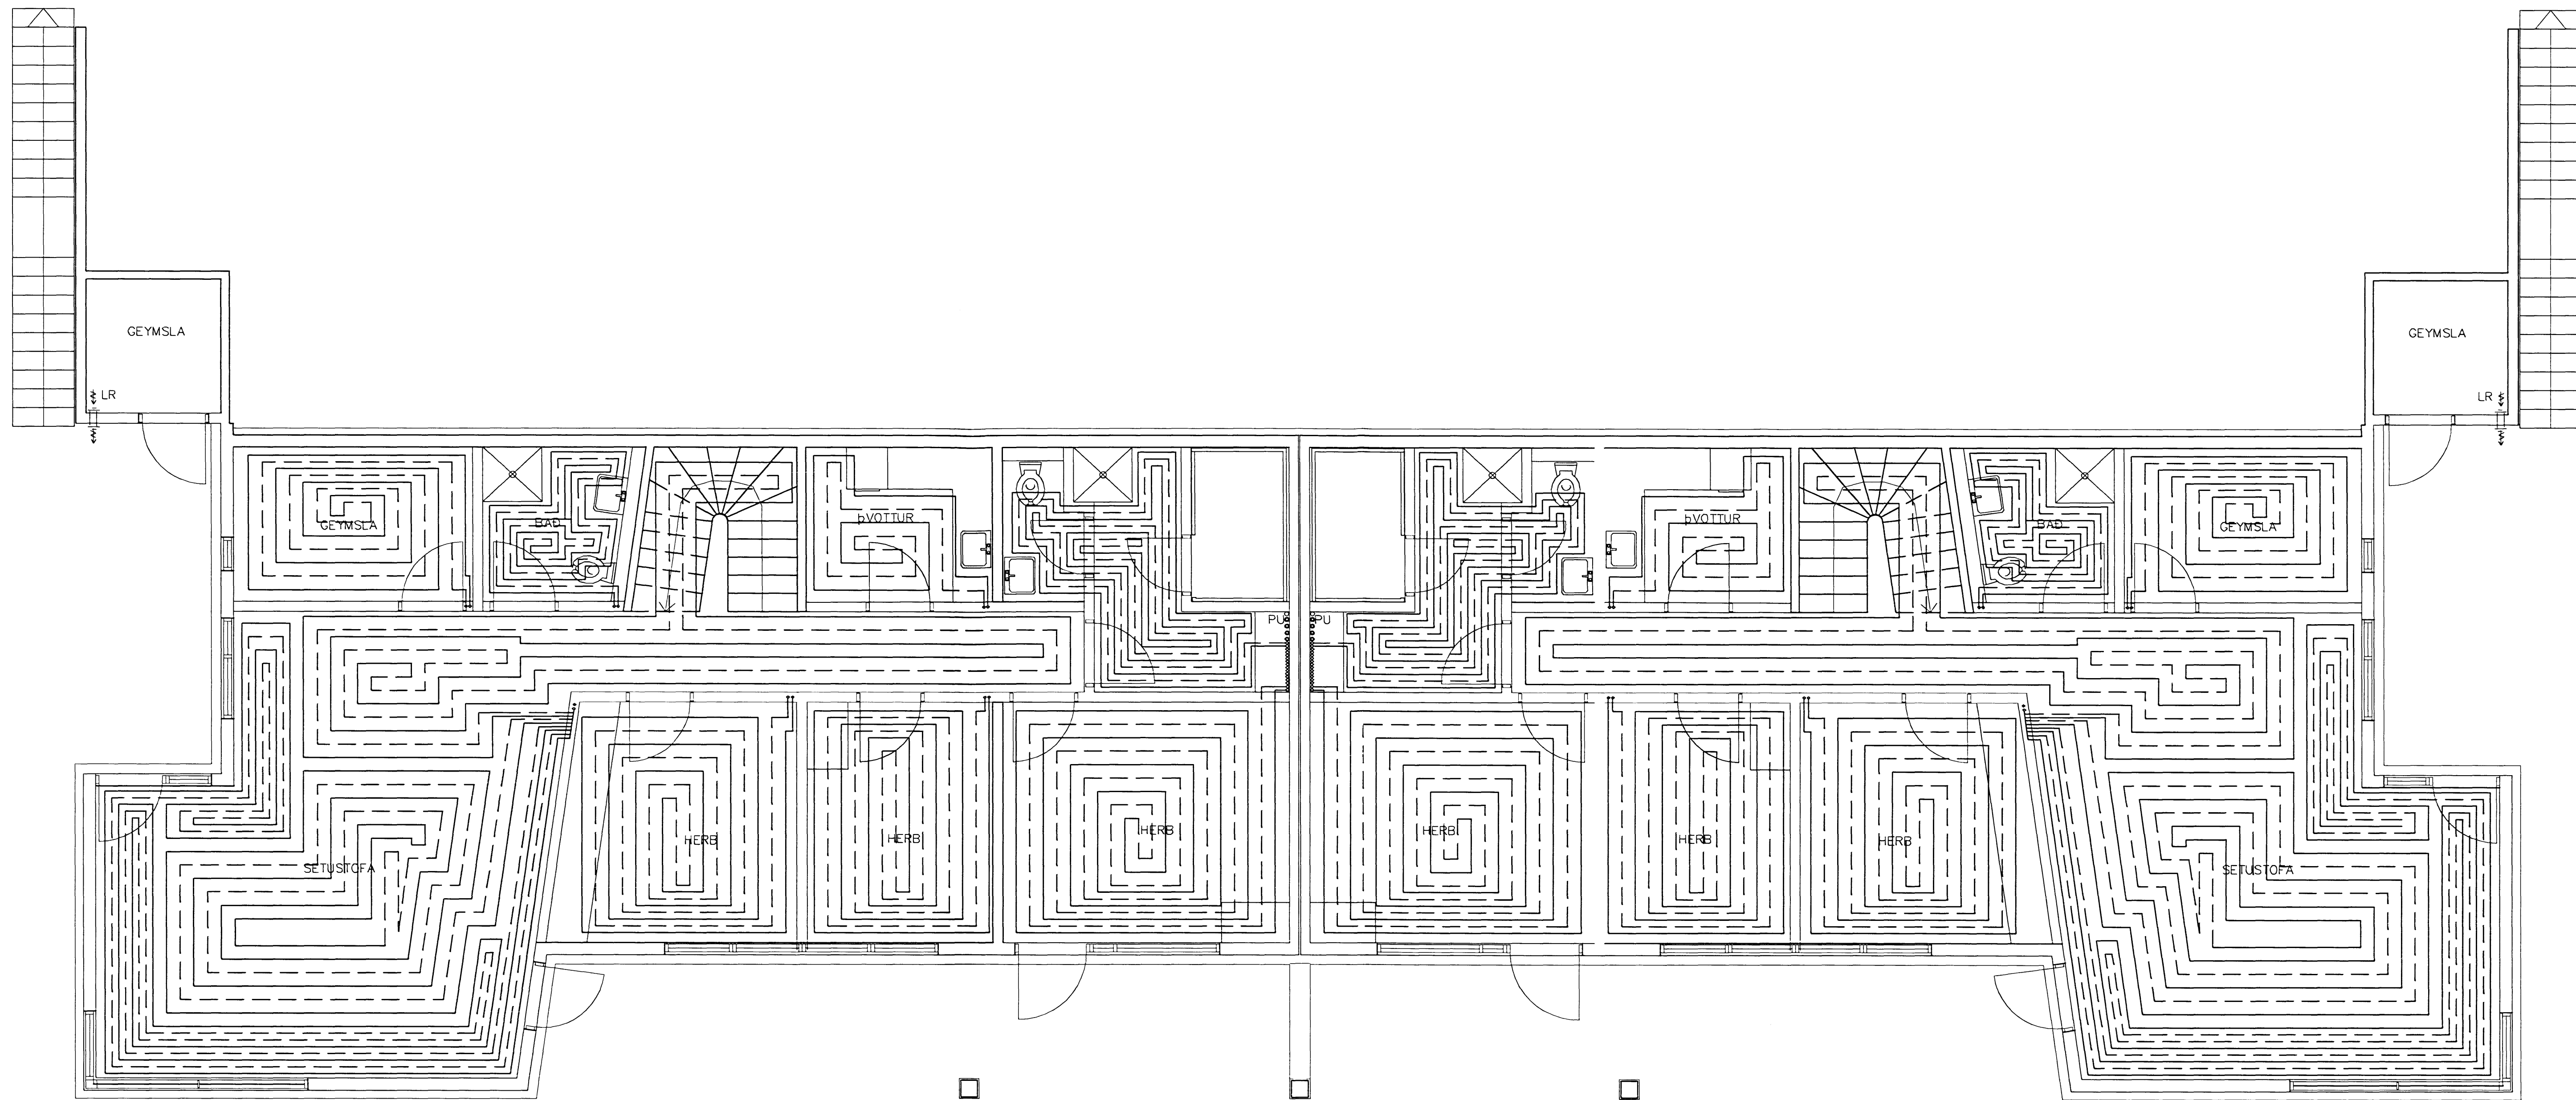 GEYMSLA
GEYMSLA
LR
LR
GEYMSLA
BAÐ
ÞVOTTUR
ÞVOTTUR
BAÐ
GEYMSLA
PU
PU
SETUSTOFA
HERB
HERB
HERB
HERB
HERB
HERB
SETUSTOFA